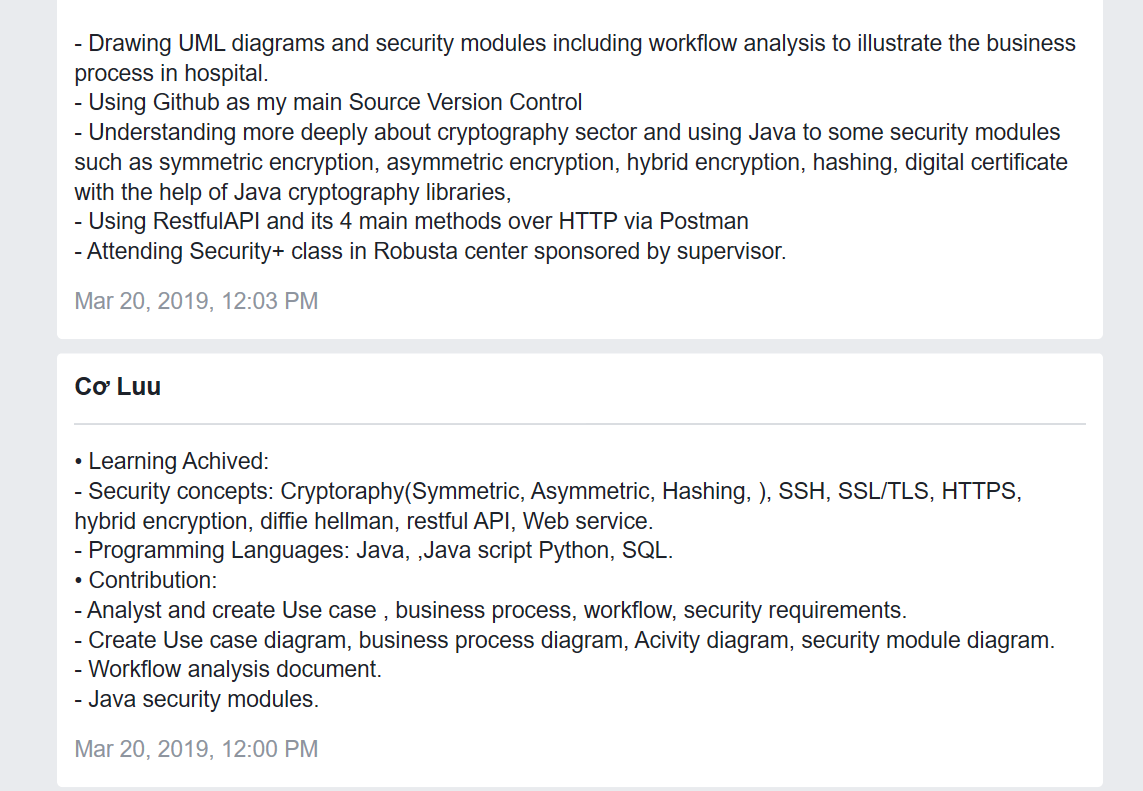 - Drawing UML diagrams and security modules including workflow analysis to illustrate the business
process in hospital.
- Using Github as my main Source Version Control
- Understanding more deeply about cryptography sector and using Java to some security modules
such as symmetric encryption, asymmetric encryption, hybrid encryption, hashing, digital certificate
with the help of Java cryptography libraries,
- Using RestfulAPI and its 4 main methods over HTTP via Postman
- Attending Security+ class in Robusta center sponsored by supervisor.
Mar 20, 2019, 12:03 PM
Cơ Luu
• Learning Achived:
- Security concepts: Cryptoraphy(Symmetric, Asymmetric, Hashing, ), SSH, SSL/TLS, HTTPS,
hybrid encryption, diffie hellman, restful API, Web service.
- Programming Languages: Java, ,Java script Python, SQL.
• Contribution:
- Analyst and create Use case , business process, workflow, security requirements.
- Create Use case diagram, business process diagram, Acivity diagram, security module diagram.
- Workflow analysis document.
- Java security modules.
Mar 20, 2019, 12:00 PM